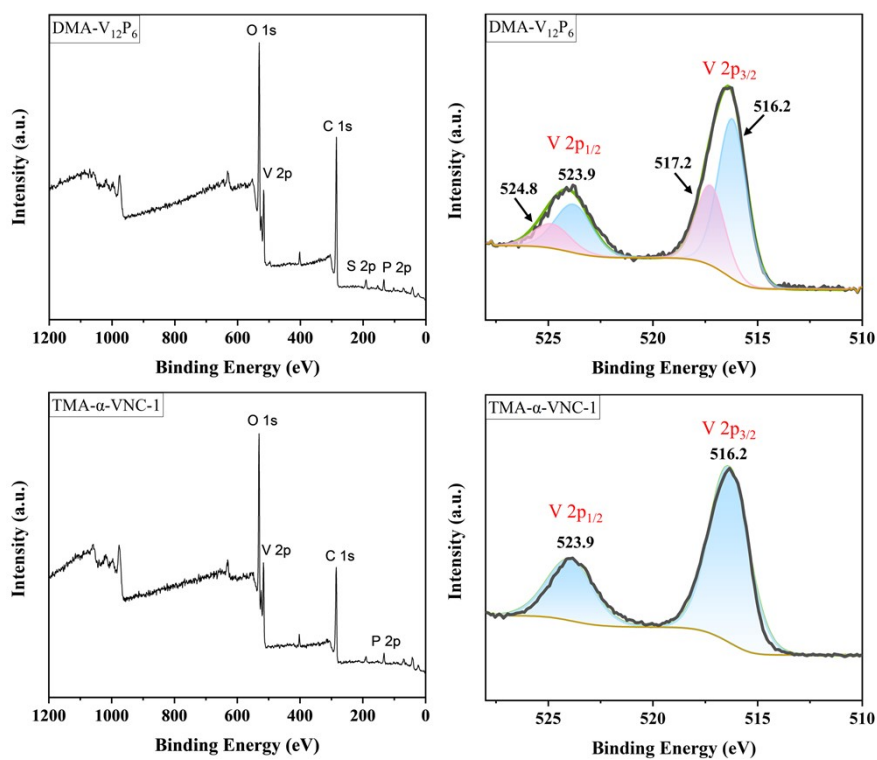 DMA-V₁₂P₆
O 1s
C 1s
V 2p
S 2p P 2p
Intensity (a.u.)
1200 1000 800 600 400 200 0
Binding Energy (eV)
DMA-V₁₂P₆
V 2p₃/₂
516.2
V 2p₁/₂
523.9
517.2
524.8
Intensity (a.u.)
525 520 515 510
Binding Energy (eV)
TMA-α-VNC-1
O 1s
V 2p
C 1s
P 2p
Intensity (a.u.)
1200 1000 800 600 400 200 0
Binding Energy (eV)
TMA-α-VNC-1
V 2p₃/₂
516.2
V 2p₁/₂
523.9
Intensity (a.u.)
525 520 515 510
Binding Energy (eV)